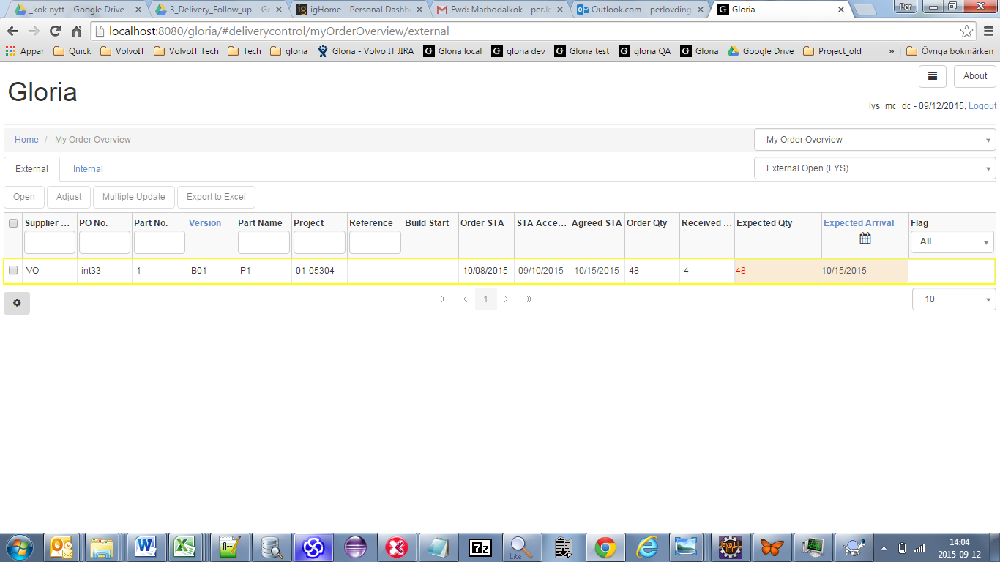 _kök nytt – Google Drive
3_Delivery_Follow_up – Go
igHome - Personal Dashb
Fwd: Marbodalkök - per.lo
Outlook.com - perlovding
Gloria
Per
localhost:8080/gloria/#deliverycontrol/myOrderOverview/external
Appar Quick VolvoIT VolvoIT Tech Tech gloria Gloria - Volvo IT JIRA Gloria local gloria dev Gloria test gloria QA Gloria Google Drive Project_old » Övriga bokmärken
About
Gloria
lys_mc_dc - 09/12/2015, Logout
Home / My Order Overview
My Order Overview
External Internal
External Open (LYS)
Open Adjust Multiple Update Export to Excel
Supplier ... PO No. Part No. Version Part Name Project Reference Build Start Order STA STA Acce... Agreed STA Order Qty Received ... Expected Qty Expected Arrival Flag
All
VO int33 1 B01 P1 01-05304 10/08/2015 09/10/2015 10/15/2015 48 4 48 10/15/2015
« < 1 > »
10
N++
7z
Lite
Java EE
IDE
14:04
2015-09-12